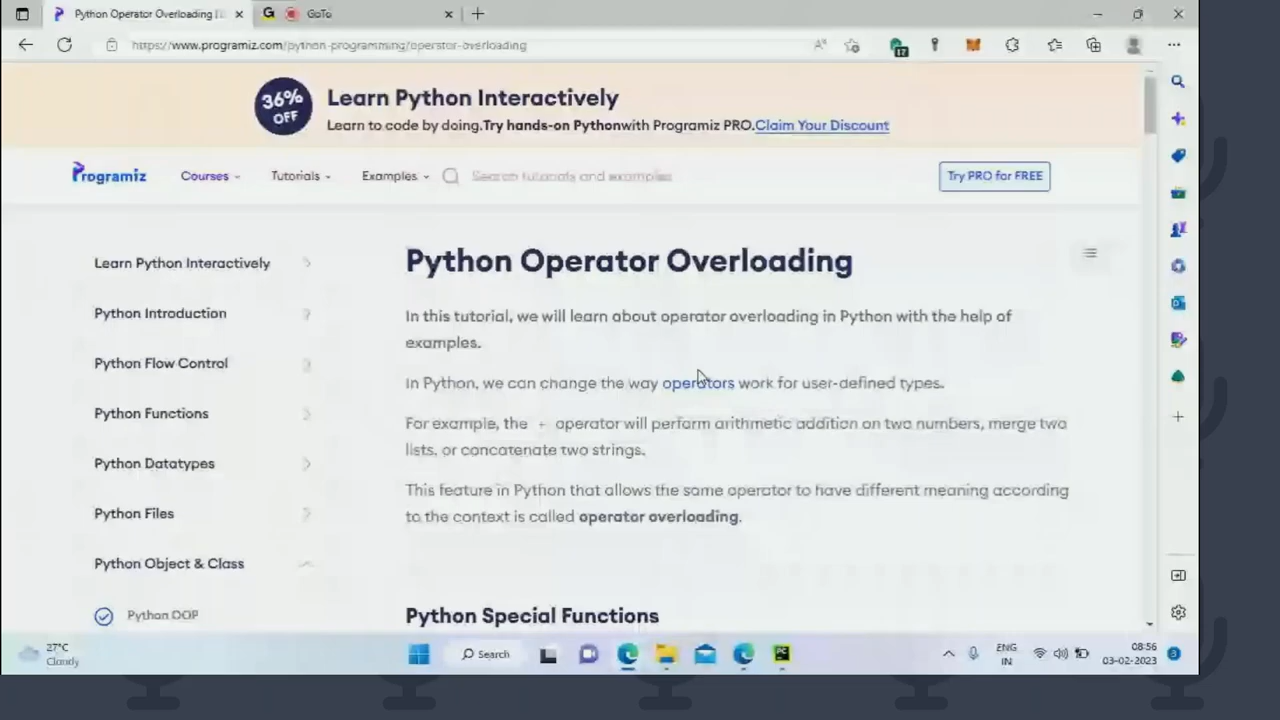 Python Operator Overloading
GoTo
https://www.programiz.com/python-programming/operator-overloading
17
36%
OFF
Learn Python Interactively
Learn to code by doing.Try hands-on Pythonwith Programiz PRO.Claim Your Discount
Programiz
Courses
Tutorials
Examples
Search tutorials and examples
Try PRO for FREE
Learn Python Interactively
Python Introduction
Python Flow Control
Python Functions
Python Datatypes
Python Files
Python Object & Class
Python OOP
Python Operator Overloading
In this tutorial, we will learn about operator overloading in Python with the help of
examples.
In Python, we can change the way operators work for user-defined types.
For example, the + operator will perform arithmetic addition on two numbers, merge two
lists, or concatenate two strings.
This feature in Python that allows the same operator to have different meaning according
to the context is called operator overloading.
Python Special Functions
27°C
Cloudy
Search
ENG
IN
08:56
03-02-2023
3